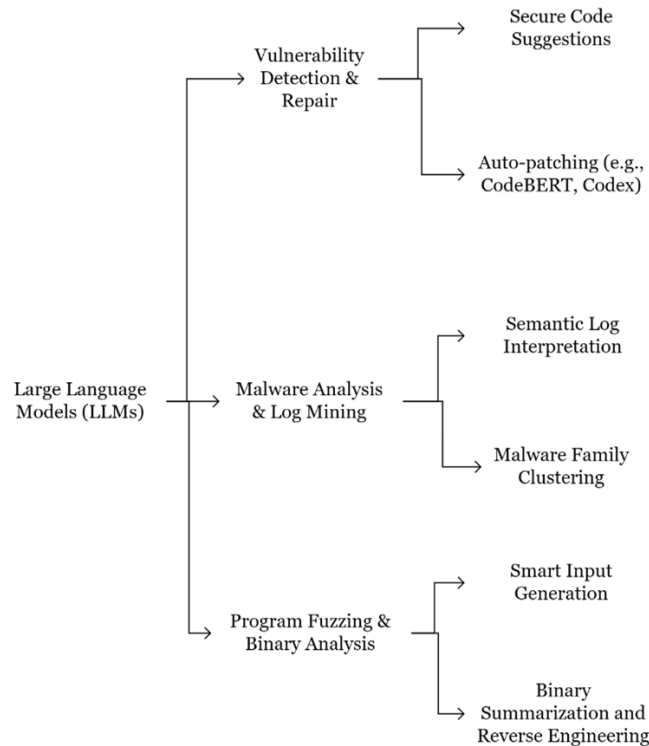 Secure Code
Suggestions
Vulnerability
Detection &
Repair
Auto-patching (e.g.,
CodeBERT, Codex)
Semantic Log
Interpretation
Large Language
Models (LLMs)
Malware Analysis
& Log Mining
Malware Family
Clustering
Smart Input
Generation
Program Fuzzing &
Binary Analysis
Binary
Summarization and
Reverse Engineering